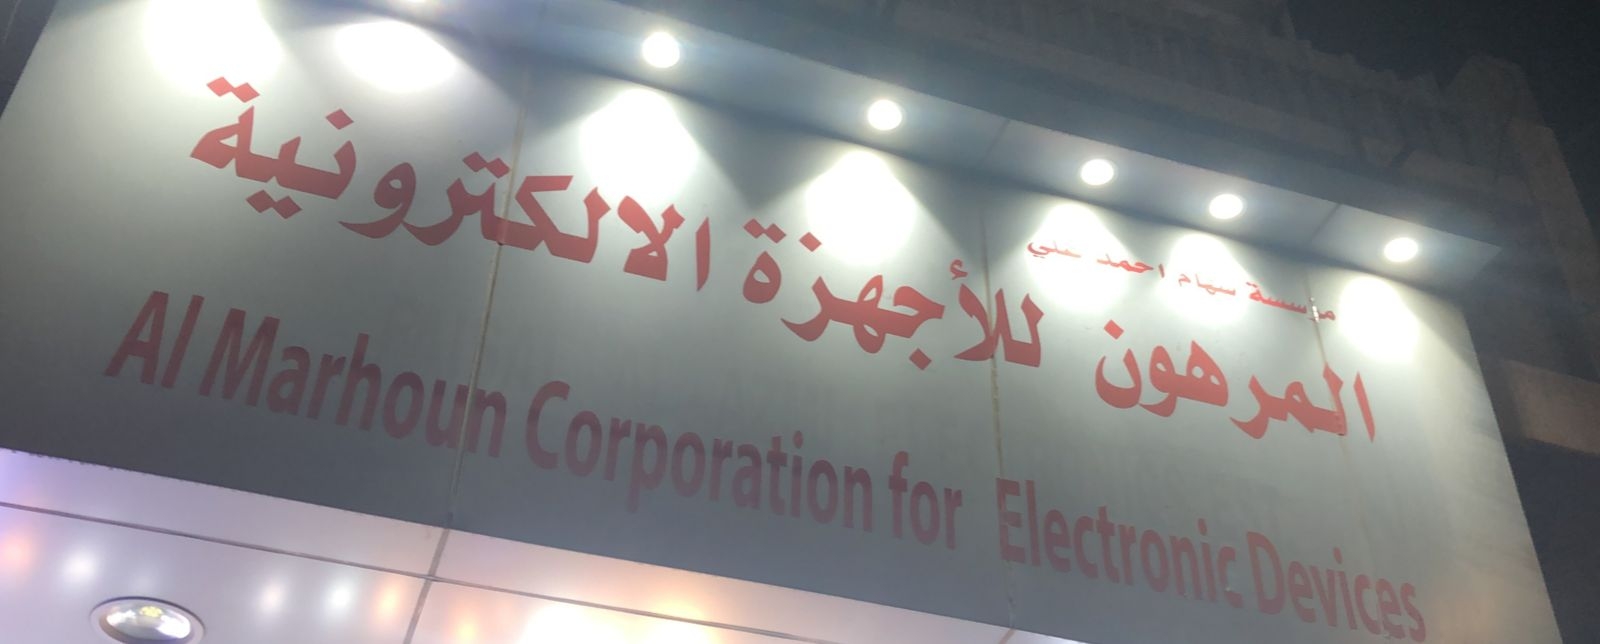 مؤسسة سهام احمد علي
المرهون للأجهزة الالكترونية
Al Marhoun Corporation for Electronic Devices